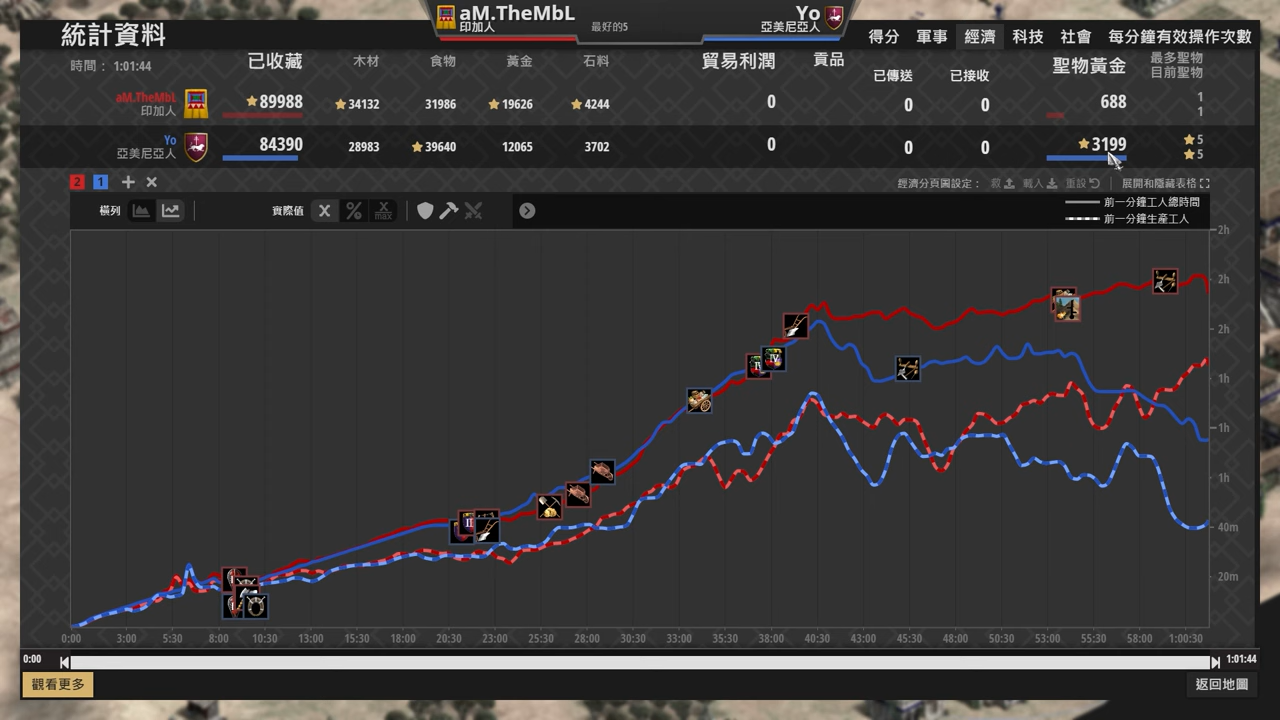 aM.TheMbL
印加人
最好的5
Yo
亞美尼亞人
統計資料
得分 軍事 經濟 科技 社會 每分鐘有效操作次數
時間： 1:01:44
已收藏 木材 食物 黃金 石料 貿易利潤 貢品 已傳送 已接收 聖物黃金 最多聖物
目前聖物
aM.TheMbL
印加人
89988 34132 31986 19626 4244 0 0 0 688 1
1
Yo
亞美尼亞人
84390 28983 39640 12065 3702 0 0 0 3199 5
5
2 1
經濟分頁圖設定： 載入 重設 展開和隱藏表格
橫列 實際值 X % X
max
前一分鐘工人總時間
前一分鐘生產工人
2h
2h
2h
1h
1h
1h
40m
20m
II
IV
0:00 3:00 5:30 8:00 10:30 13:00 15:30 18:00 20:30 23:00 25:30 28:00 30:30 33:00 35:30 38:00 40:30 43:00 45:30 48:00 50:30 53:00 55:30 58:00 1:00:30
0:00 1:01:44
觀看更多 返回地圖